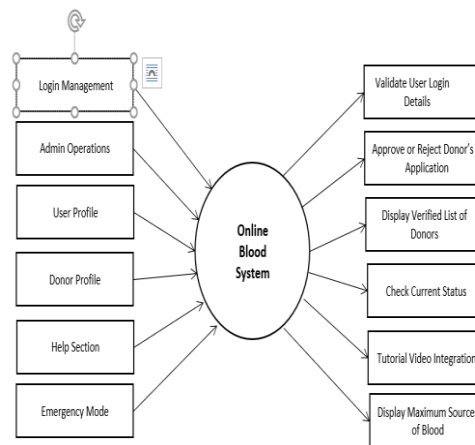 Login Management
Admin Operations
User Profile
Donor Profile
Help Section
Emergency Mode
Online
Blood
System
Validate User Login
Details
Approve or Reject Donor's
Application
Display Verified List of
Donors
Check Current Status
Tutorial Video Integration
Display Maximum Source
of Blood